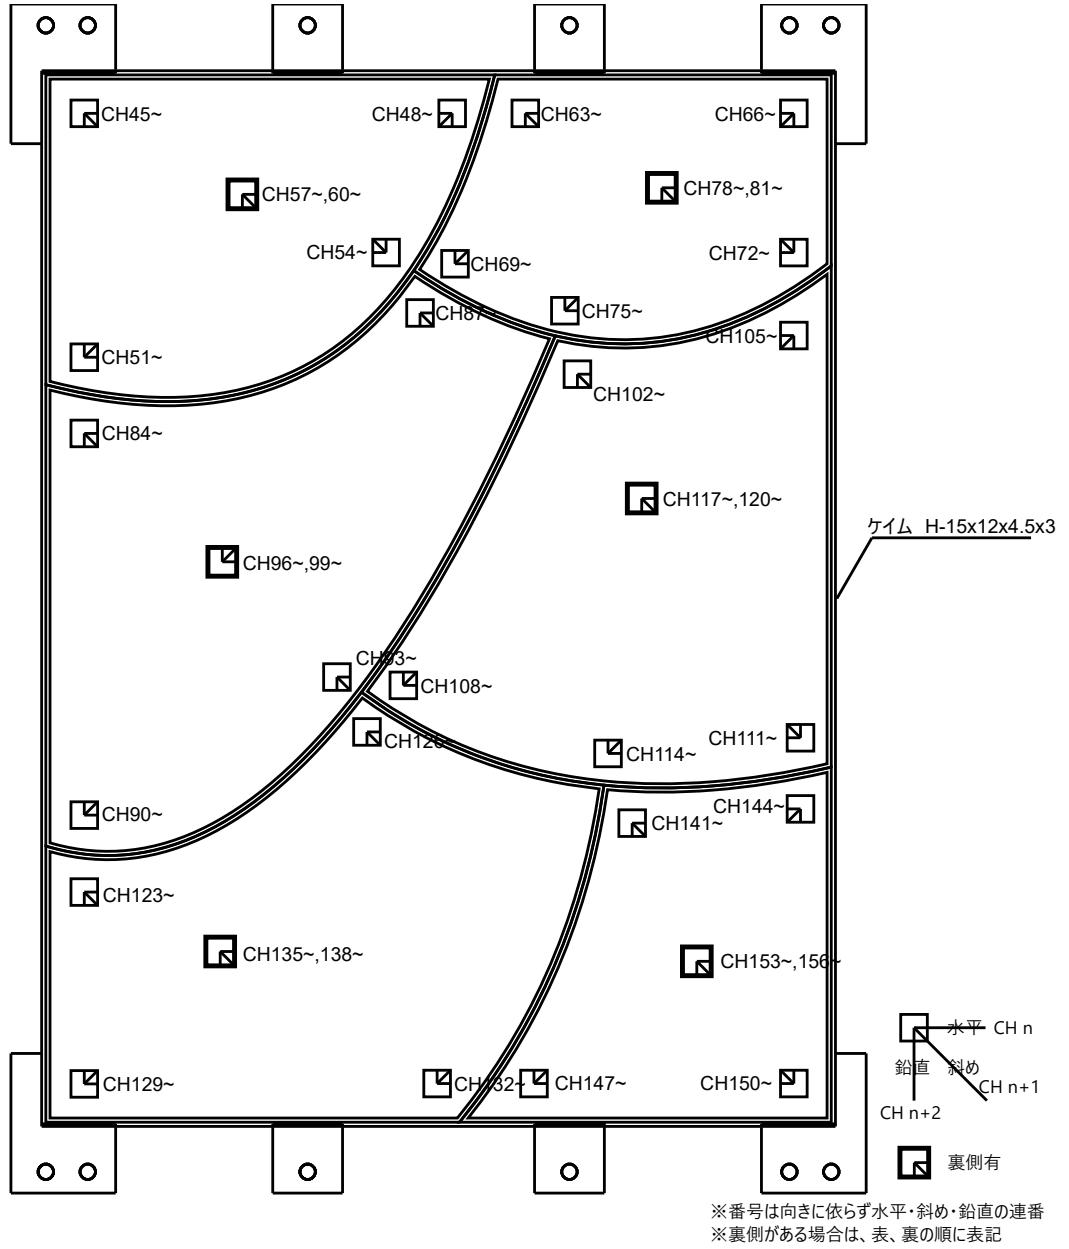 CH45~
CH48~
CH63~
CH66~
CH57~,60~
CH78~,81~
CH54~
CH69~
CH72~
CH87~
CH75~
CH105~
CH51~
CH102~
CH84~
CH117~,120~
ケイム H-15x12x4.5x3
CH96~,99~
CH93~
CH108~
CH126~
CH111~
CH114~
CH90~
CH144~
CH141~
CH123~
CH135~,138~
CH153~,156~
水平 CH n
鉛直 斜め
CH n+1
CH n+2
CH129~
CH132~
CH147~
CH150~
裏側有
※番号は向きに依らず水平・斜め・鉛直の連番
※裏側がある場合は、表、裏の順に表記